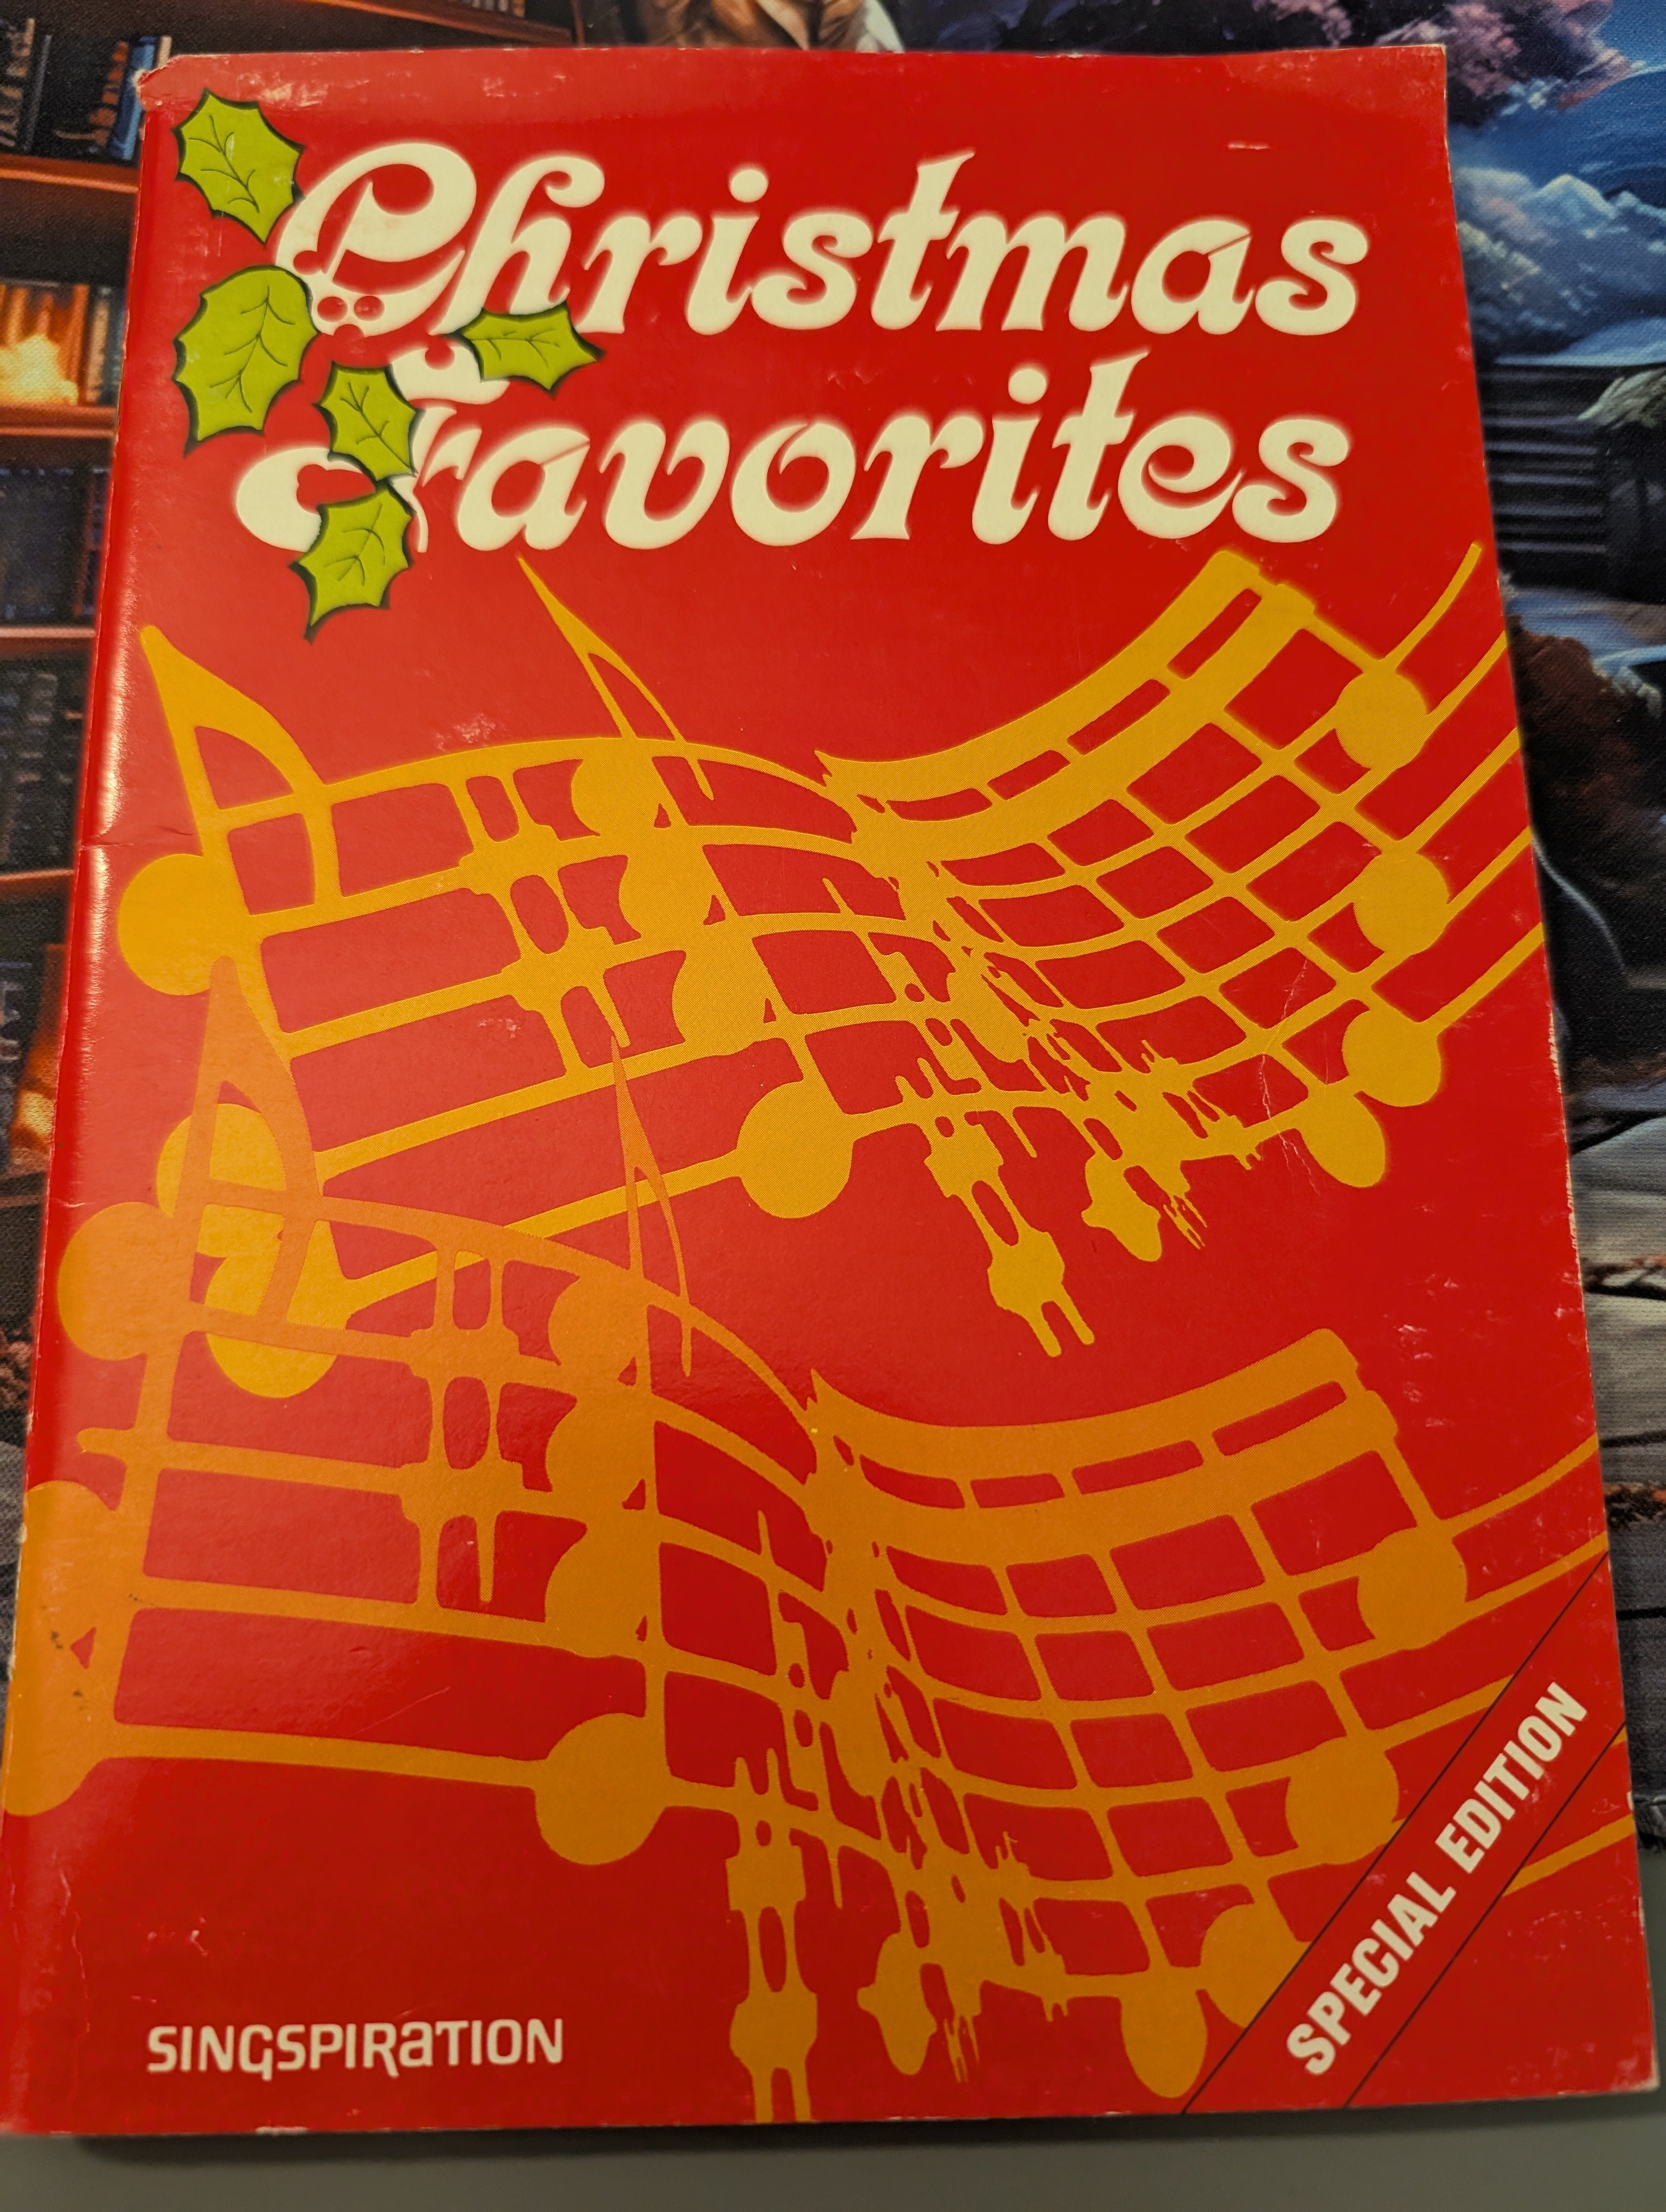 Christmas
Favorites
SPECIAL EDITION
SINGSPIRATION